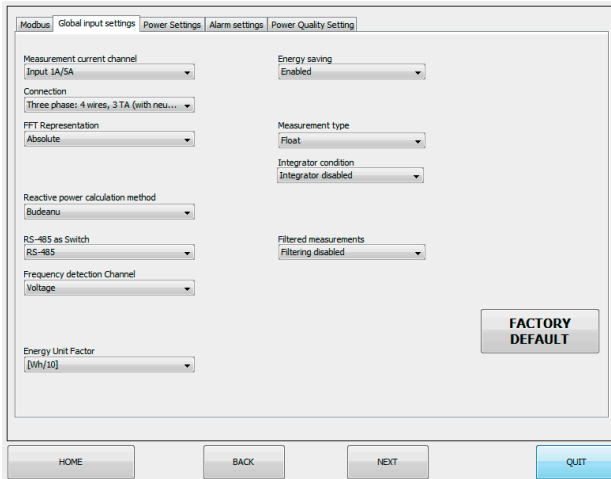 Modbus Global input settings Power Settings Alarm settings Power Quality Setting
Measurement current channel
Input 1A/5A
Energy saving
Enabled
Connection
Three phase: 4 wires, 3 TA (with neu...
FFT Representation
Absolute
Measurement type
Float
Integrator condition
Integrator disabled
Reactive power calculation method
Budeanu
RS-485 as Switch
RS-485
Filtered measurements
Filtering disabled
Frequency detection Channel
Voltage
FACTORY
DEFAULT
Energy Unit Factor
[Wh/10]
HOME BACK NEXT QUIT